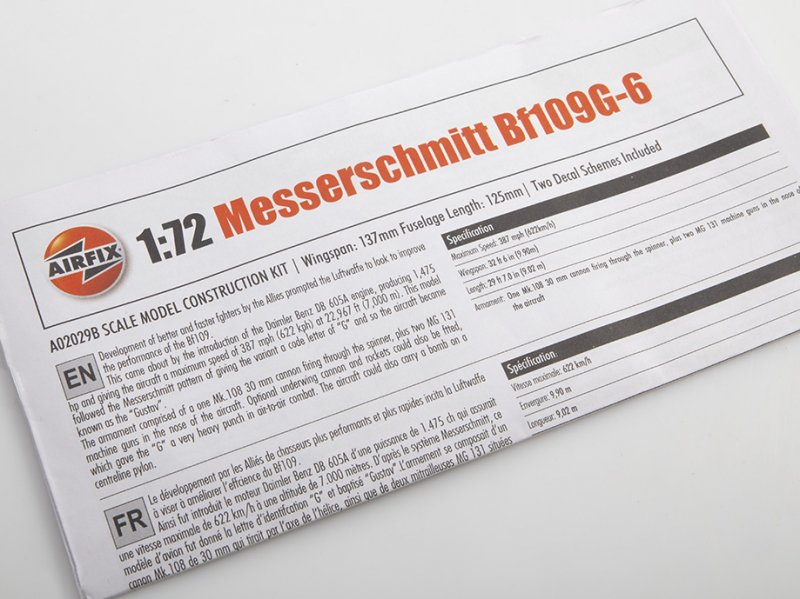 AIRFIX
1:72 Messerschmitt Bf109G-6
A02029B SCALE MODEL CONSTRUCTION KIT | Wingspan: 137mm Fuselage Length: 125mm | Two Decal Schemes Included
EN
Development of better and faster fighters by the Allies prompted the Luftwaffe to look to improve
the performance of the Bf109.
This came about by the introduction of the Daimler Benz DB 605A engine, producing 1,475
hp and giving the aircraft a maximum speed of 387 mph (622 kph) at 22,967 ft (7,000 m). This model
followed the Messerschmitt pattern of giving the variant a code letter of "G" and so the aircraft became
known as the "Gustav".
The armament comprised of a one Mk.108 30 mm cannon firing through the spinner, plus two MG 131
machine guns in the nose of the aircraft. Optional underwing cannon and rockets could also be fitted,
which gave the "G" a very heavy punch in air-to-air combat. The aircraft could also carry a bomb on a
centreline pylon.
Specification
Maximum Speed: 387 mph (622km/h)
Wingspan: 32 ft 6 in (9.90m)
Length: 29 ft 7.0 in (9.02 m)
Armament: One Mk.108 30 mm cannon firing through the spinner, plus two MG 131 machine guns in the nose of
the aircraft
FR
Le développement par les Alliés de chasseurs plus performants et plus rapides incita la Luftwaffe
à viser à améliorer l'efficience du Bf109.
Ainsi fut introduit le moteur Daimler Benz DB 605A d'une puissance de 1.475 ch qui assurait
une vitesse maximale de 622 km/h à une altitude de 7.000 mètres. D'après le système Messerschmitt, ce
modèle d'avion fut donné la lettre d'identification "G" et baptisé "Gustav". L'armement se composait d'un
canon Mk.108 de 30 mm qui tirait par l'axe de l'hélice, ainsi que de deux mitrailleuses MG 131 situées
Spécification:
Vitesse maximale: 622 km/h
Envergure: 9,90 m
Longueur: 9,02 m